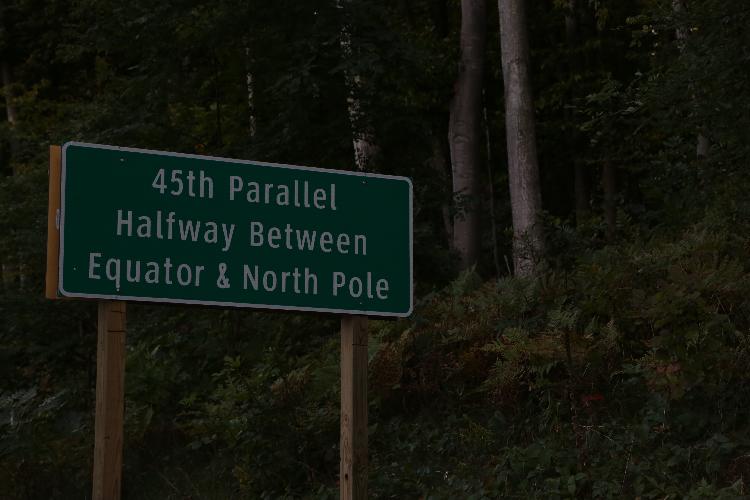 45th Parallel
Halfway Between
Equator & North Pole